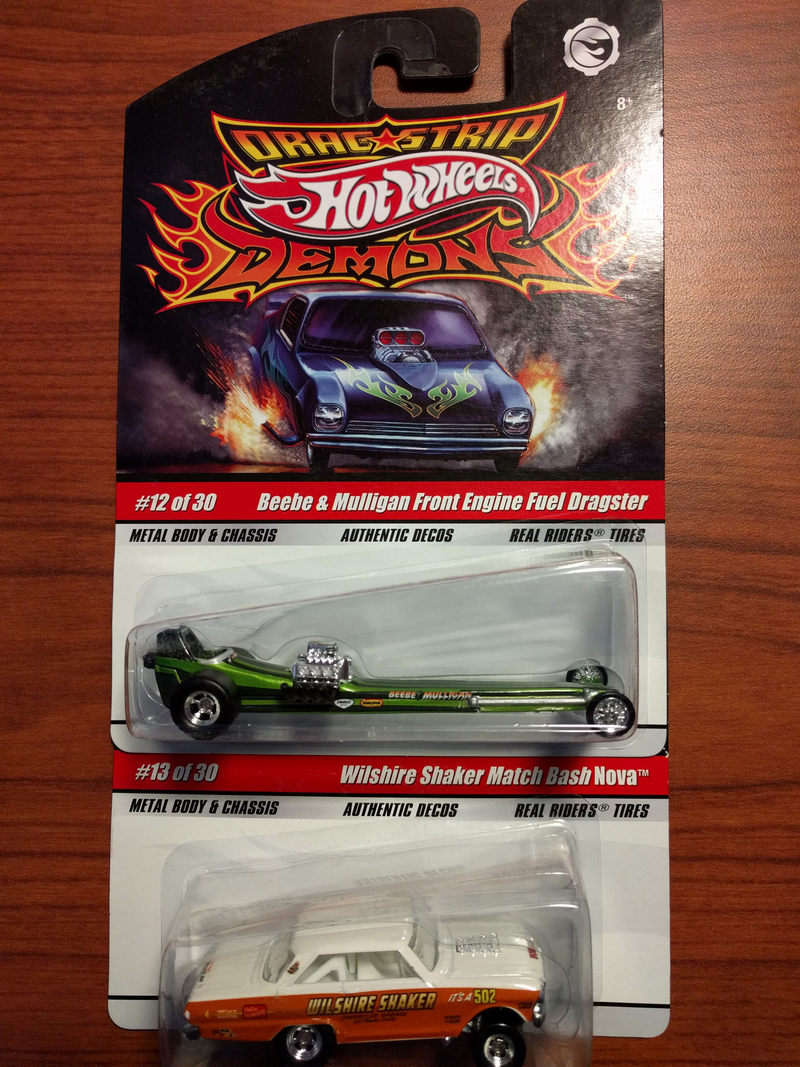 8+
DRAG STRIP
HOT WHEELS®
DEMONS™
#12 of 30 Beebe & Mulligan Front Engine Fuel Dragster
METAL BODY & CHASSIS AUTHENTIC DECOS REAL RIDERS® TIRES
BEEBE & MULLIGAN
#13 of 30 Wilshire Shaker Match Bash Nova™
METAL BODY & CHASSIS AUTHENTIC DECOS REAL RIDERS® TIRES
WILSHIRE SHAKER IT'S A 502